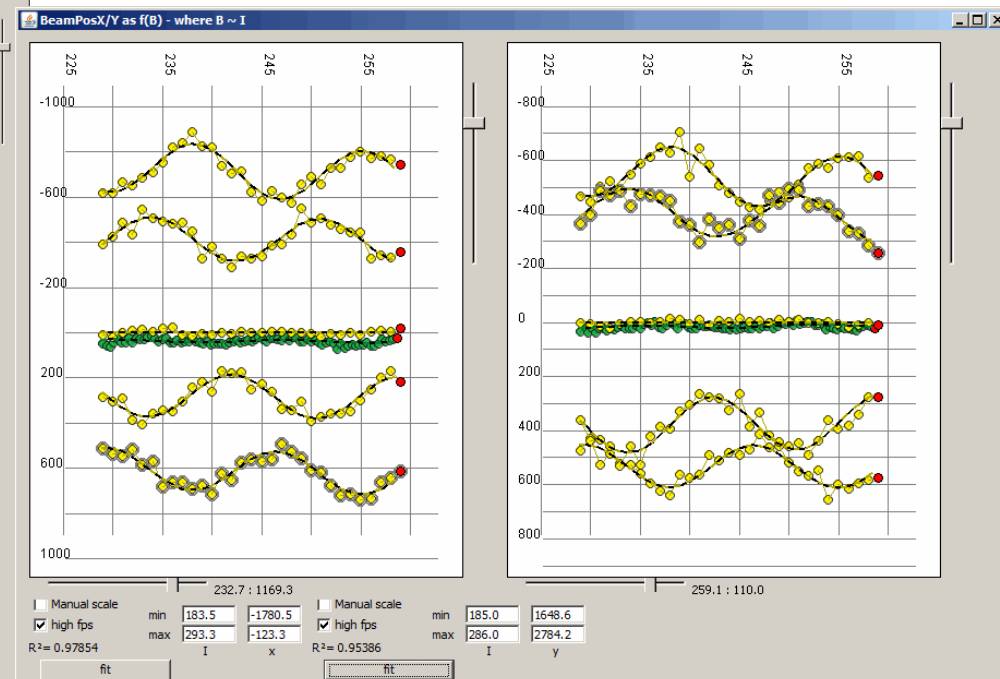 BeamPosX/Y as f(B) - where B ~ I
225 235 245 255
225 235 245 255
-1000
-600
-200
200
600
1000
-800
-600
-400
-200
0
200
400
600
800
232.7 : 1169.3
259.1 : 110.0
Manual scale
high fps
R²= 0.97854
fit
min 183.5 -1780.5
max 293.3 -123.3
I x
Manual scale
high fps
R²= 0.95386
fit
min 185.0 1648.6
max 286.0 2784.2
I y